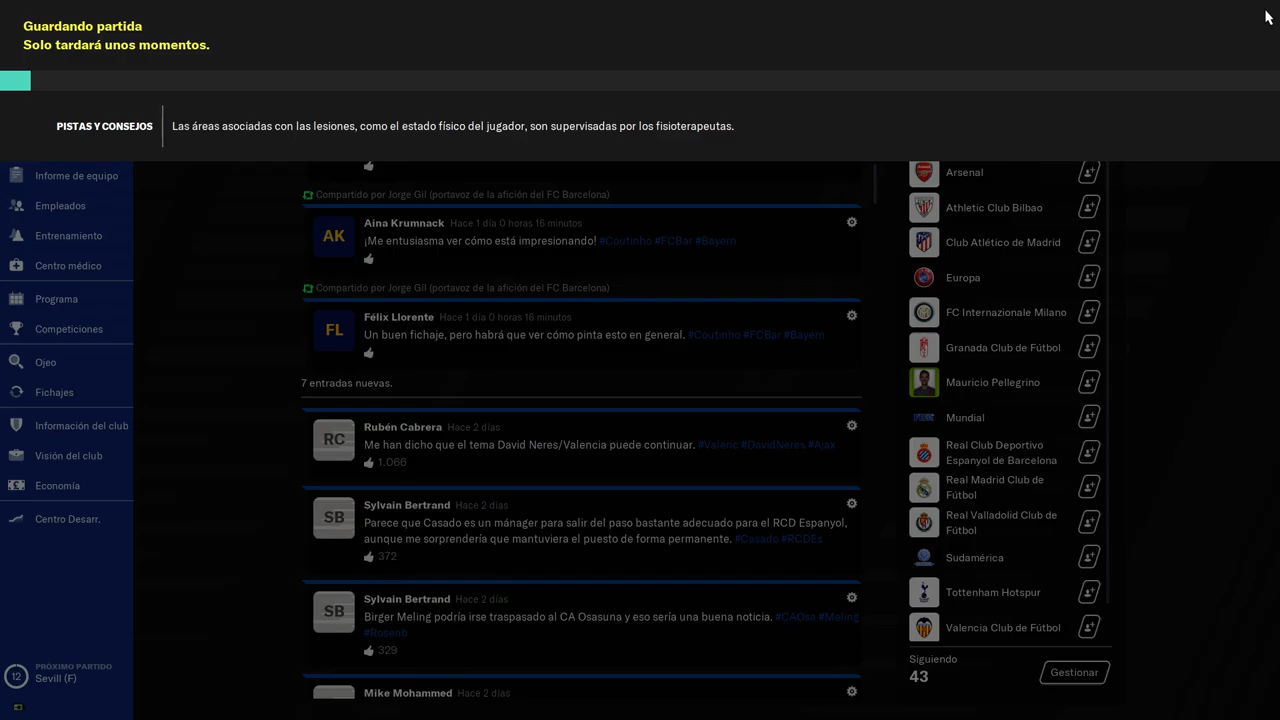 Guardando partida
Solo tardará unos momentos.
PISTAS Y CONSEJOS
Las áreas asociadas con las lesiones, como el estado físico del jugador, son supervisadas por los fisioterapeutas.
Informe de equipo
Empleados
Entrenamiento
Centro médico
Programa
Competiciones
Ojeo
Fichajes
Información del club
Visión del club
Economía
Centro Desarr.
12
PRÓXIMO PARTIDO
Sevill (F)
Compartido por Jorge Gil (portavoz de la afición del FC Barcelona)
AK
Aina Krumnack Hace 1 día 0 horas 16 minutos
¡Me entusiasma ver cómo está impresionando! #Coutinho #FCBar #Bayern
Compartido por Jorge Gil (portavoz de la afición del FC Barcelona)
FL
Félix Llorente Hace 1 día 0 horas 16 minutos
Un buen fichaje, pero habrá que ver cómo pinta esto en general. #Coutinho #FCBar #Bayern
7 entradas nuevas.
RC
Rubén Cabrera Hace 2 días
Me han dicho que el tema David Neres/Valencia puede continuar. #Valenc #DavidNeres #Ajax
1.066
SB
Sylvain Bertrand Hace 2 días
Parece que Casado es un mánager para salir del paso bastante adecuado para el RCD Espanyol,
aunque me sorprendería que mantuviera el puesto de forma permanente. #Casado #RCDEs
372
SB
Sylvain Bertrand Hace 2 días
Birger Meling podría irse traspasado al CA Osasuna y eso sería una buena noticia. #CAOsa #Meling
#Rosenb
329
Mike Mohammed Hace 2 días
Arsenal
Athletic Club Bilbao
Club Atlético de Madrid
Europa
FC Internazionale Milano
Granada Club de Fútbol
Mauricio Pellegrino
Mundial
Real Club Deportivo
Espanyol de Barcelona
Real Madrid Club de
Fútbol
Real Valladolid Club de
Fútbol
Sudamérica
Tottenham Hotspur
Valencia Club de Fútbol
Siguiendo
43
Gestionar